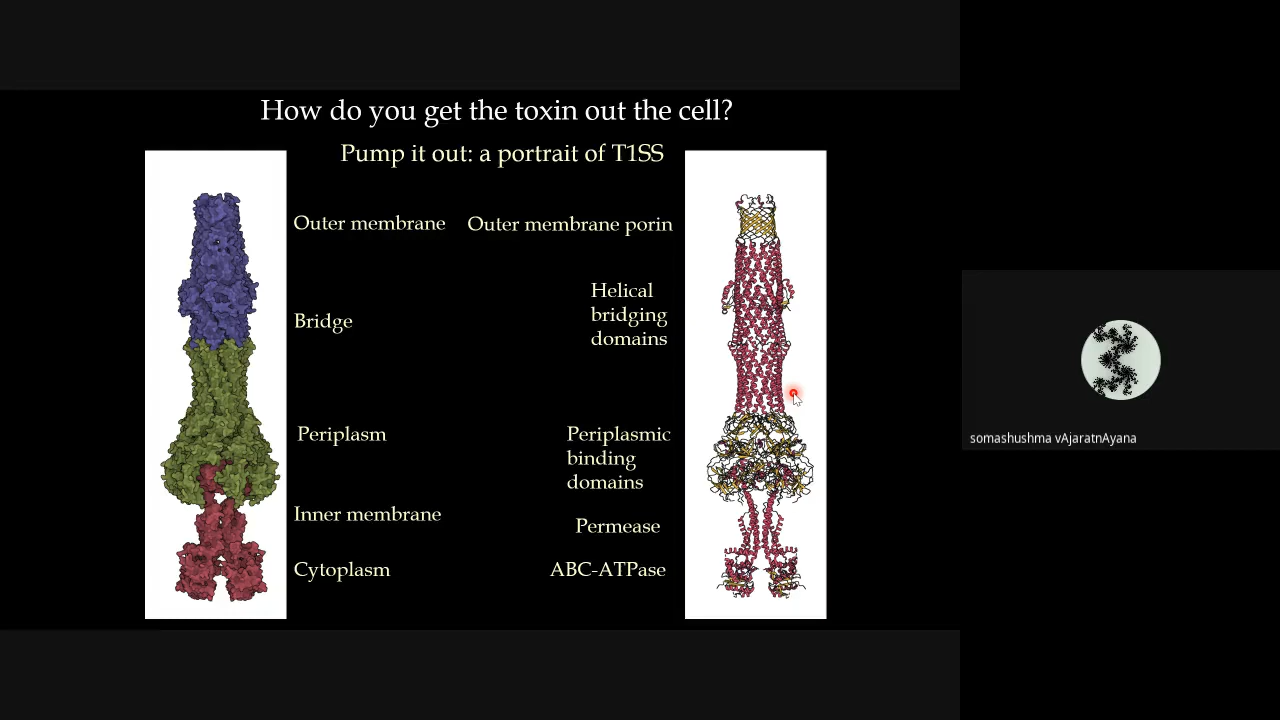 How do you get the toxin out the cell?
Pump it out: a portrait of T1SS
Outer membrane
Outer membrane porin
Helical
bridging
domains
Bridge
Periplasm
Periplasmic
binding
domains
Inner membrane
Permease
Cytoplasm
ABC-ATPase
somashushma vAjaratnAyana